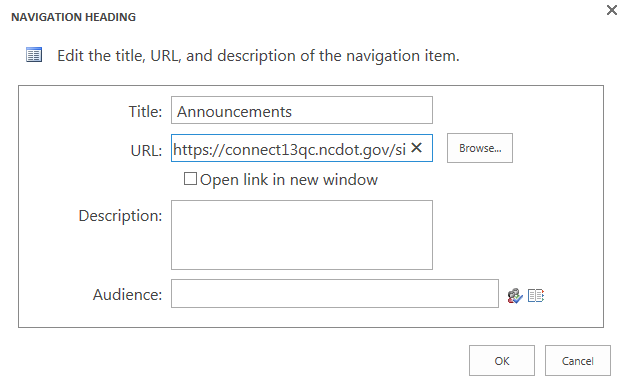 NAVIGATION HEADING
Edit the title, URL, and description of the navigation item.
Title: Announcements
URL: https://connect13qc.ncdot.gov/si Browse...
Open link in new window
Description:
Audience:
OK Cancel